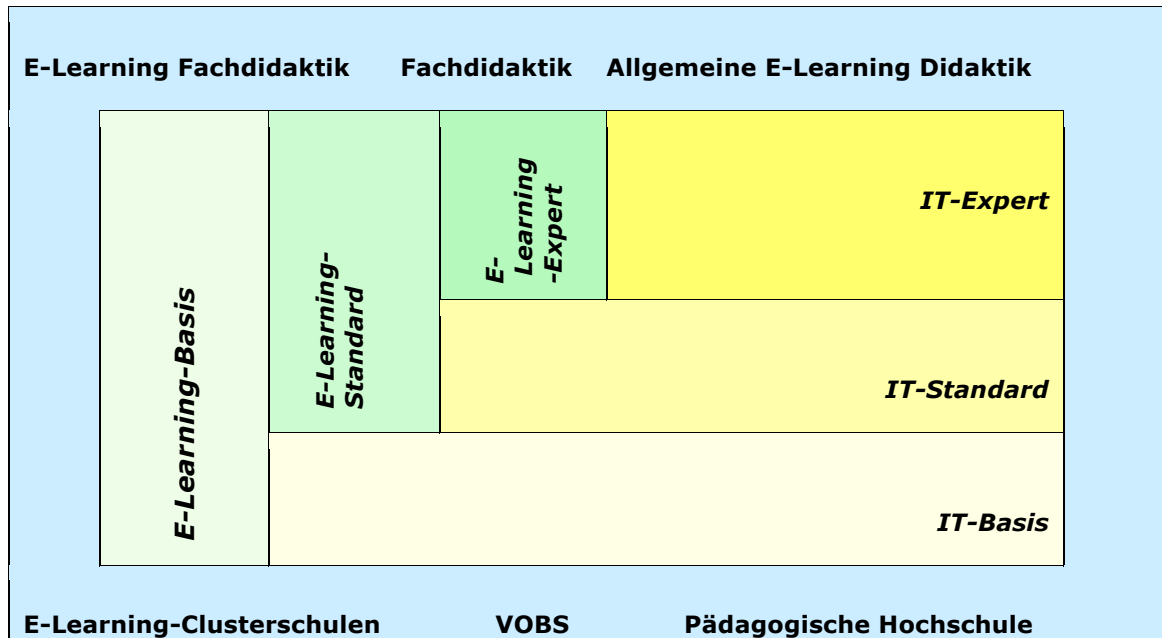 E-Learning Fachdidaktik Fachdidaktik Allgemeine E-Learning Didaktik
E-Learning-Basis
E-Learning-
Standard
E-
Learning
-Expert
IT-Expert
IT-Standard
IT-Basis
E-Learning-Clusterschulen VOBS Pädagogische Hochschule